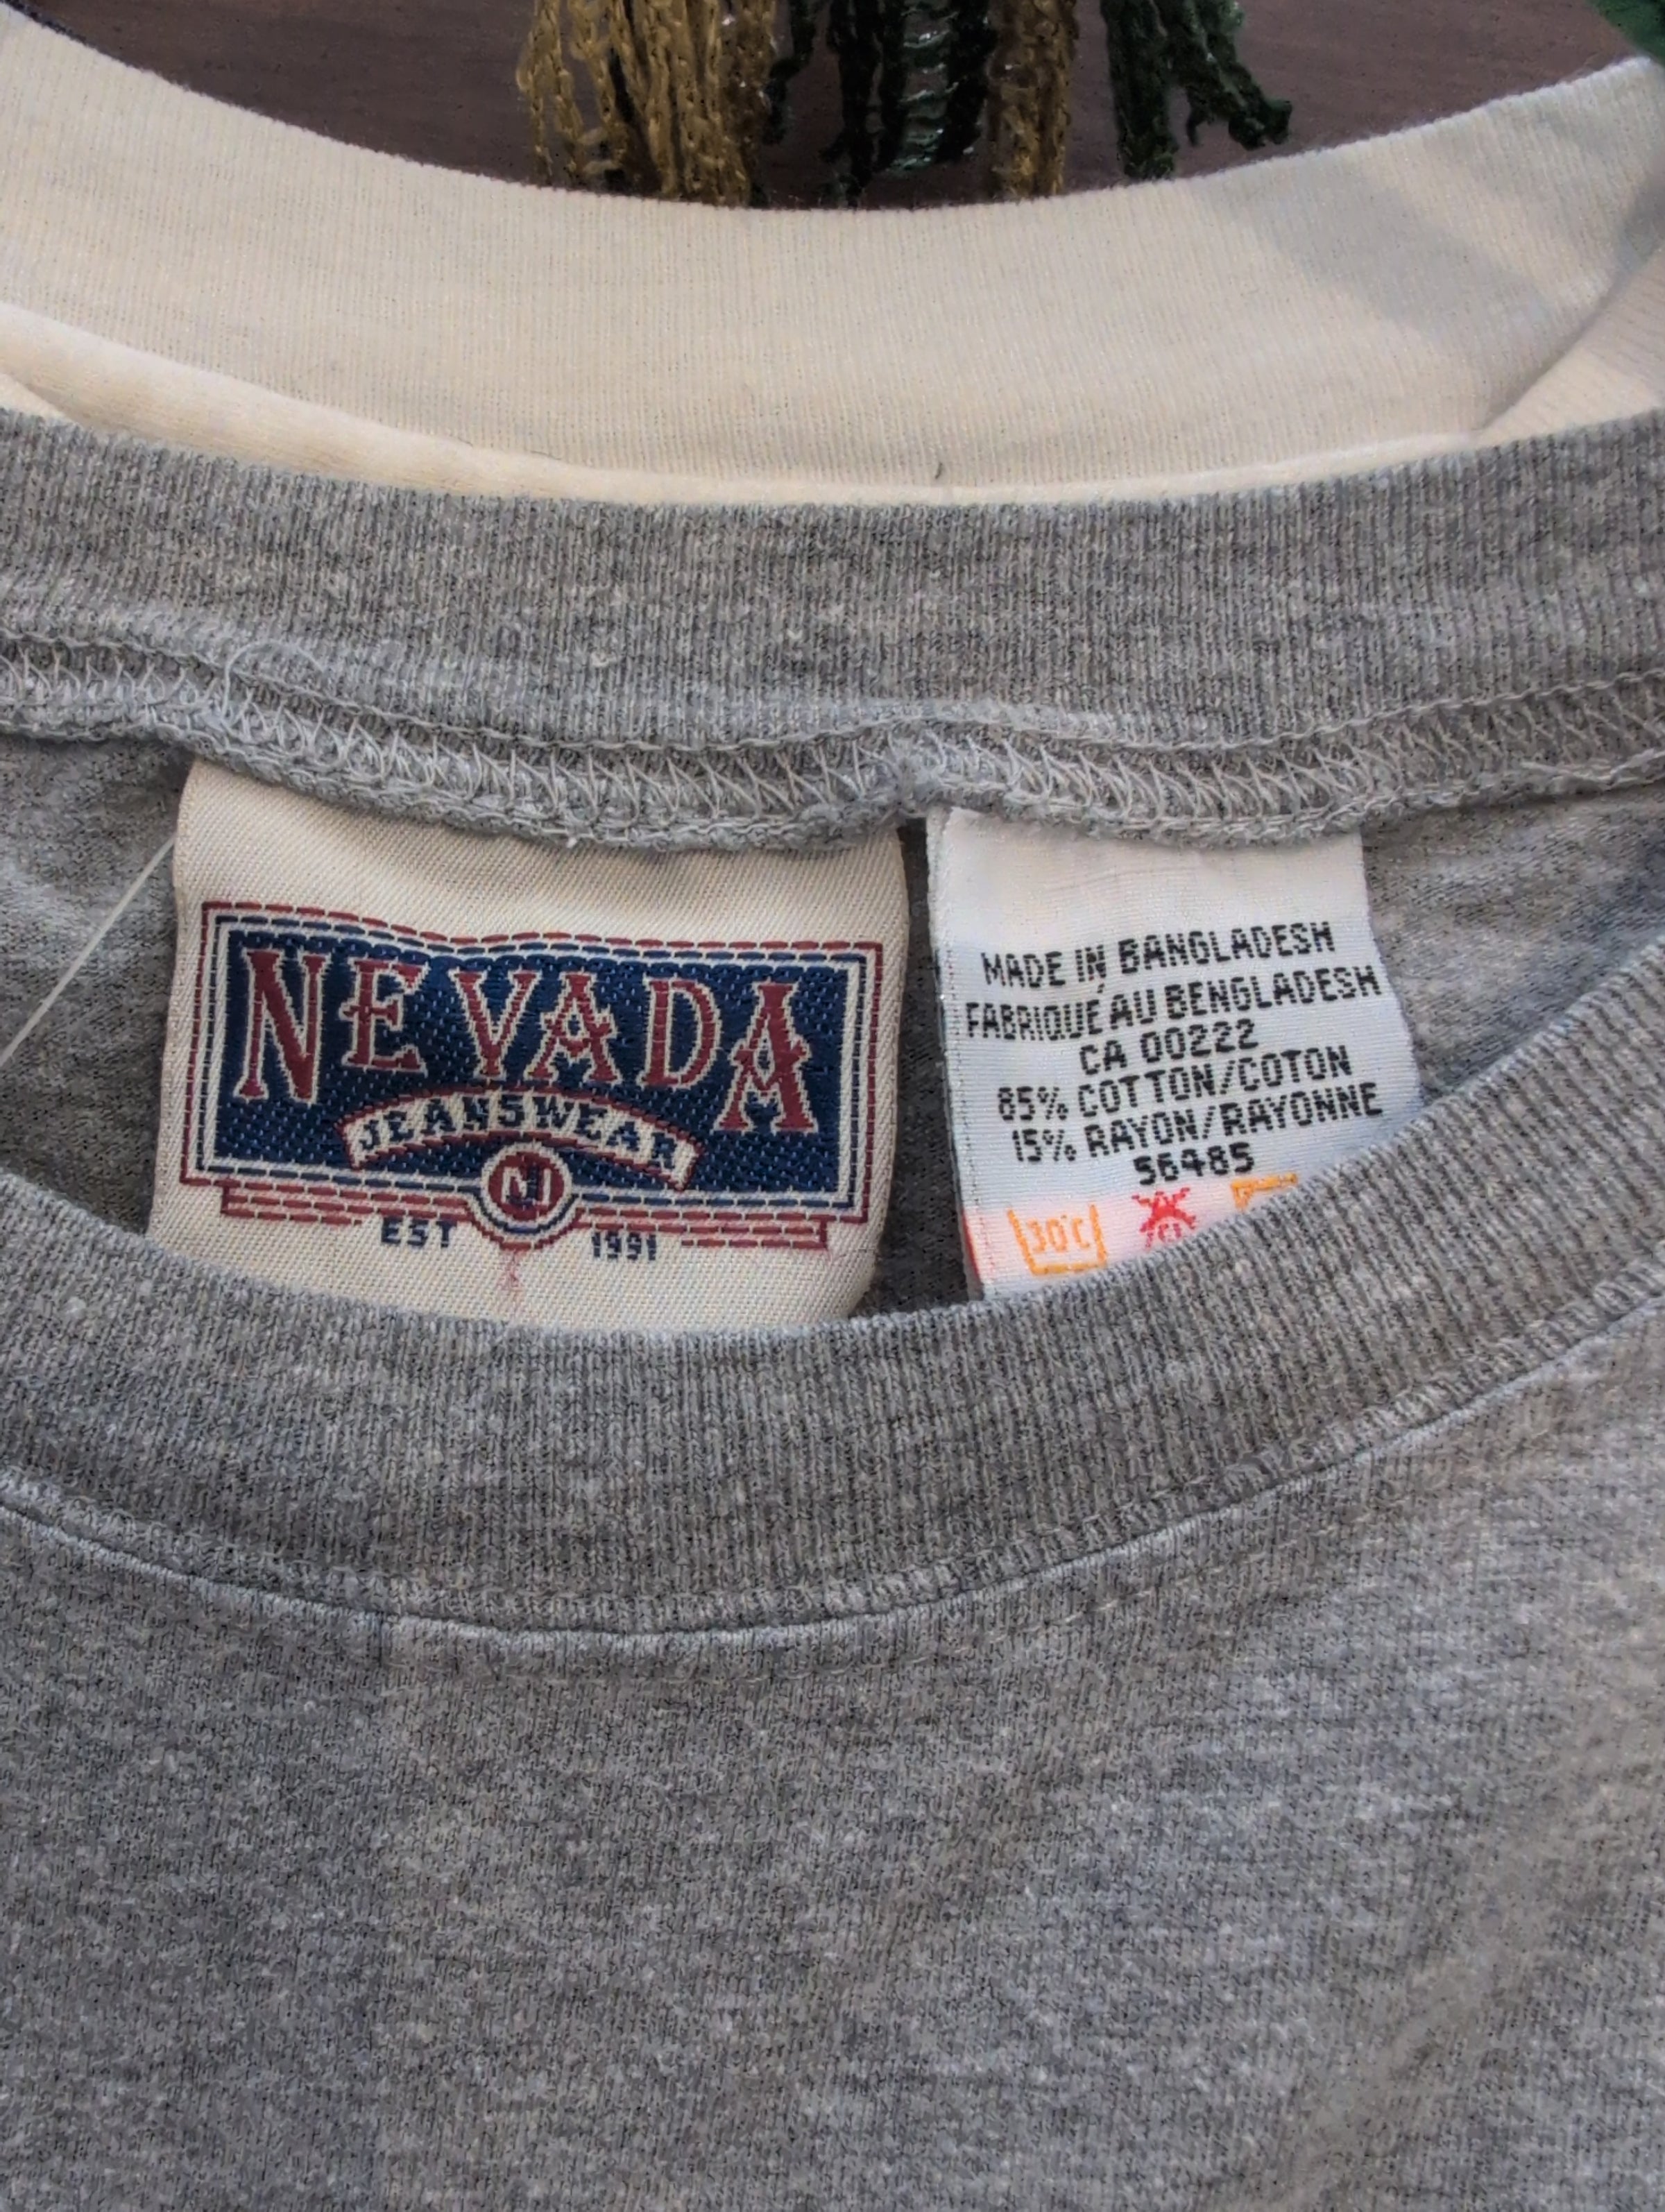 NEVADA
JEANSWEAR
NJ
EST 1991
MADE IN BANGLADESH
FABRIQUÉ AU BENGLADESH
CA 00222
85% COTTON/COTON
15% RAYON/RAYONNE
56485
30°C